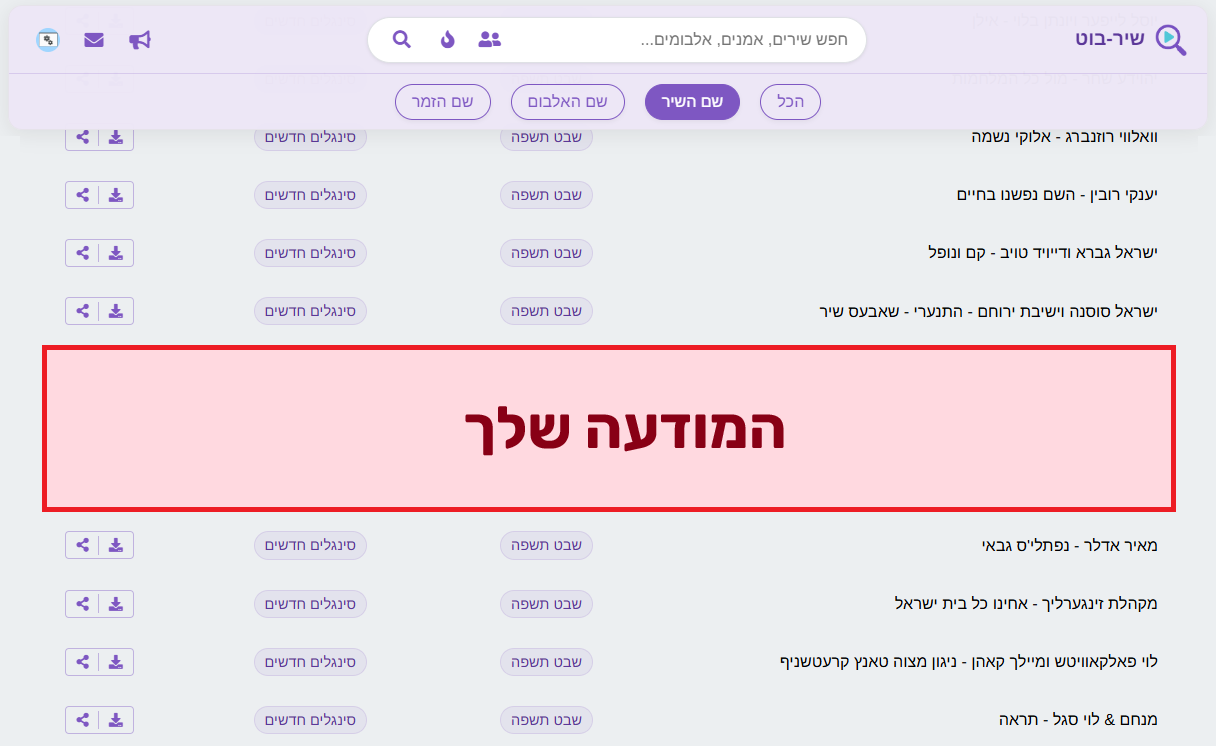 שיר-בוט
חפש שירים, אמנים, אלבומים...
הכל
שם השיר
שם האלבום
שם הזמר
וואלווי רוזנברג - אלוקי נשמה שבט תשפה סינגלים חדשים
יענקי רובין - השם נפשנו בחיים שבט תשפה סינגלים חדשים
ישראל גברא ודייויד טויב - קם ונופל שבט תשפה סינגלים חדשים
ישראל סוסנה וישיבת ירוחם - התנערי - שאבעס שיר שבט תשפה סינגלים חדשים
המודעה שלך
מאיר אדלר - נפתלי'ס גבאי שבט תשפה סינגלים חדשים
מקהלת זינגערליך - אחינו כל בית ישראל שבט תשפה סינגלים חדשים
לוי פאלקאוויטש ומיילך קאהן - ניגון מצוה טאנץ קרעטשניף שבט תשפה סינגלים חדשים
מנחם & לוי סגל - תראה שבט תשפה סינגלים חדשים